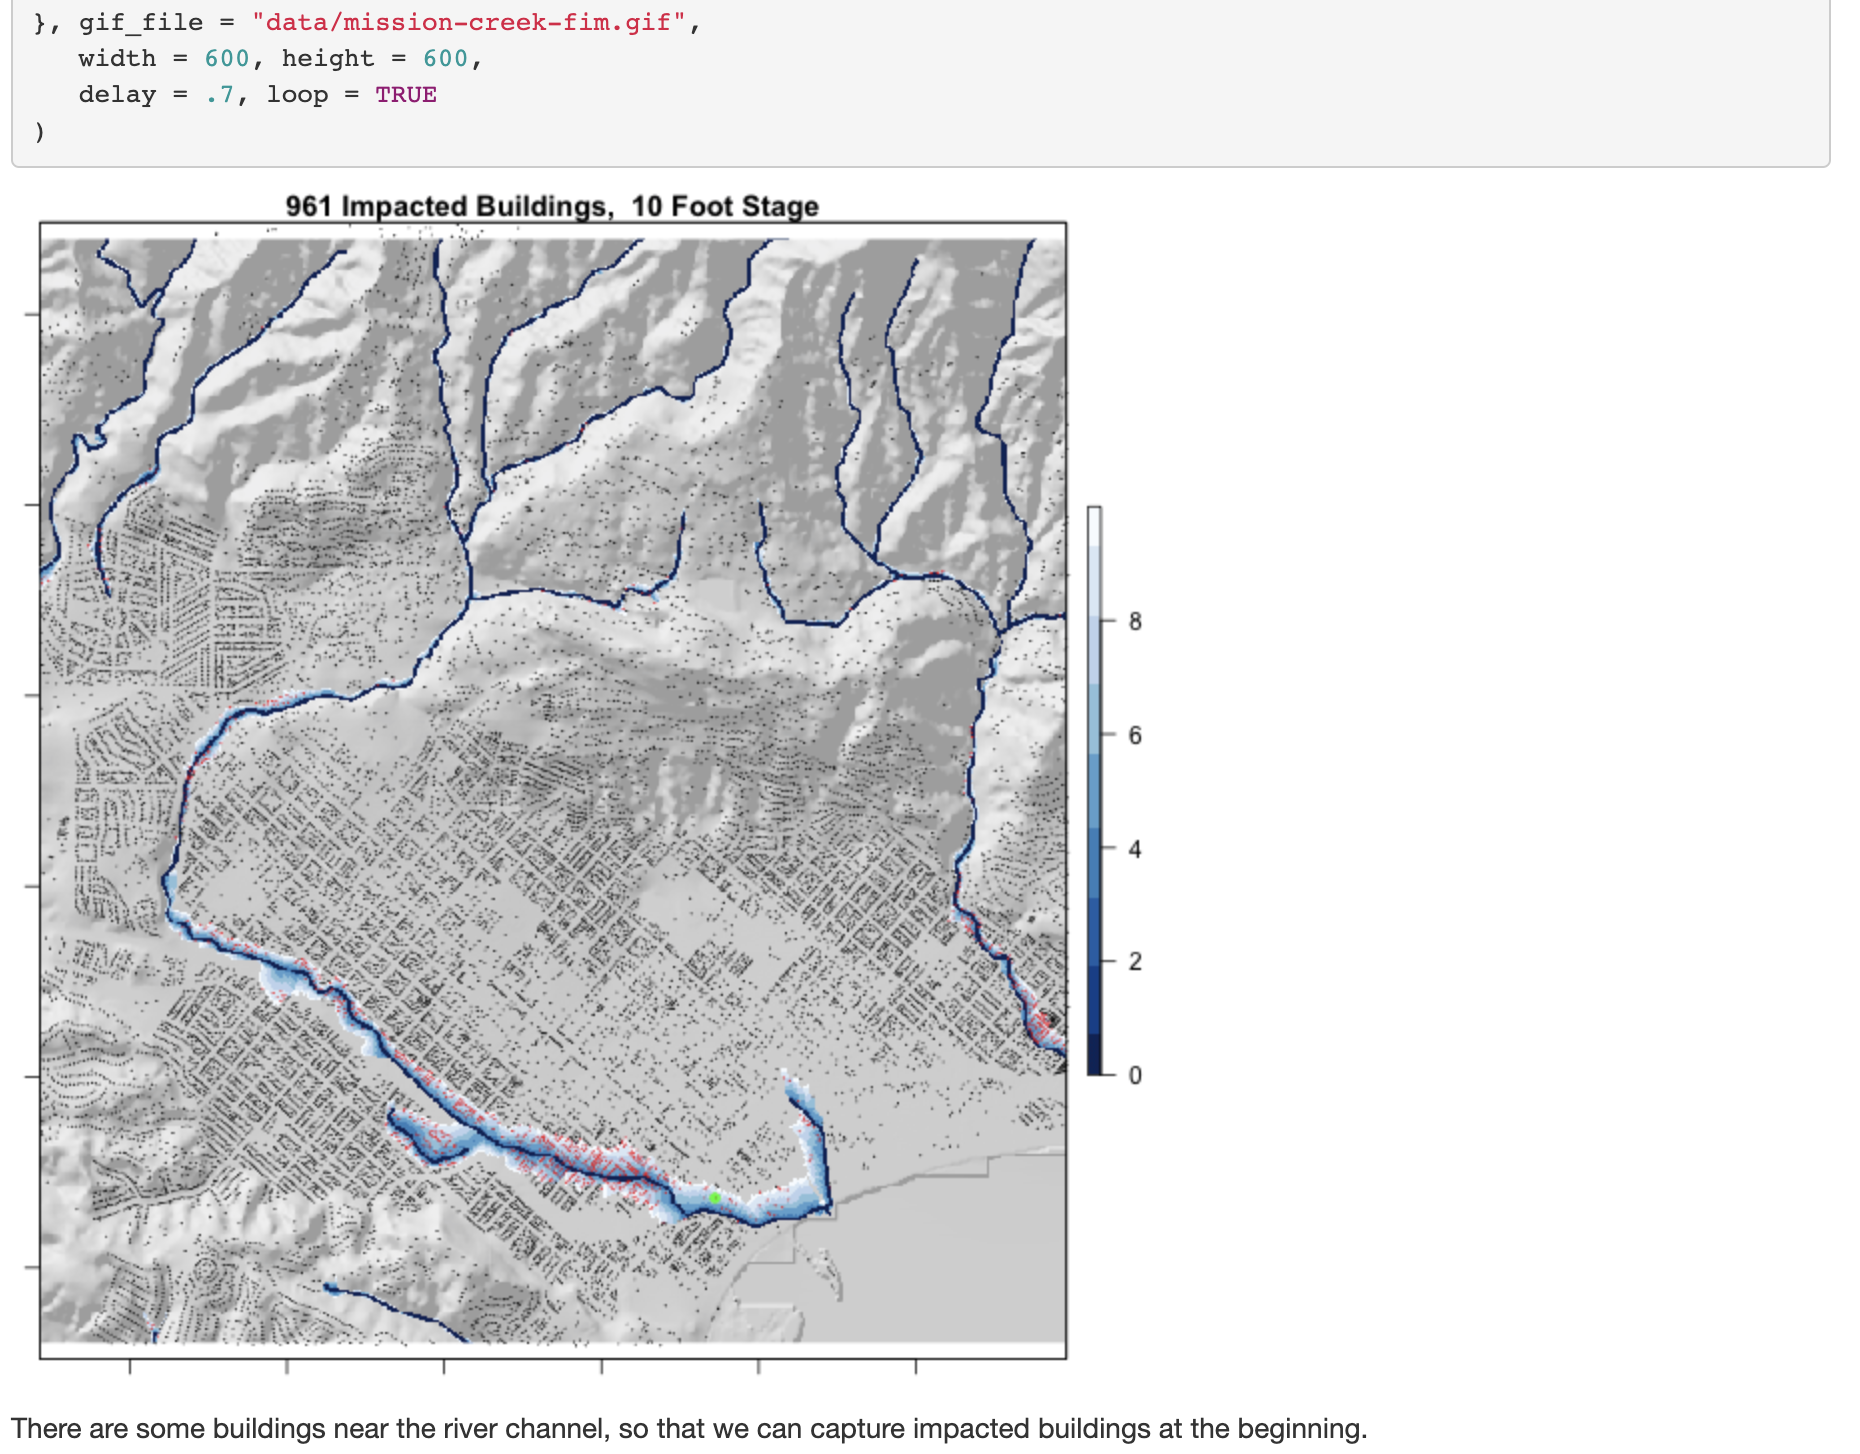 }, gif_file = "data/mission-creek-fim.gif",
width = 600, height = 600,
delay = .7, loop = TRUE
)
961 Impacted Buildings,  10 Foot Stage
8
6
4
2
0
There are some buildings near the river channel, so that we can capture impacted buildings at the beginning.